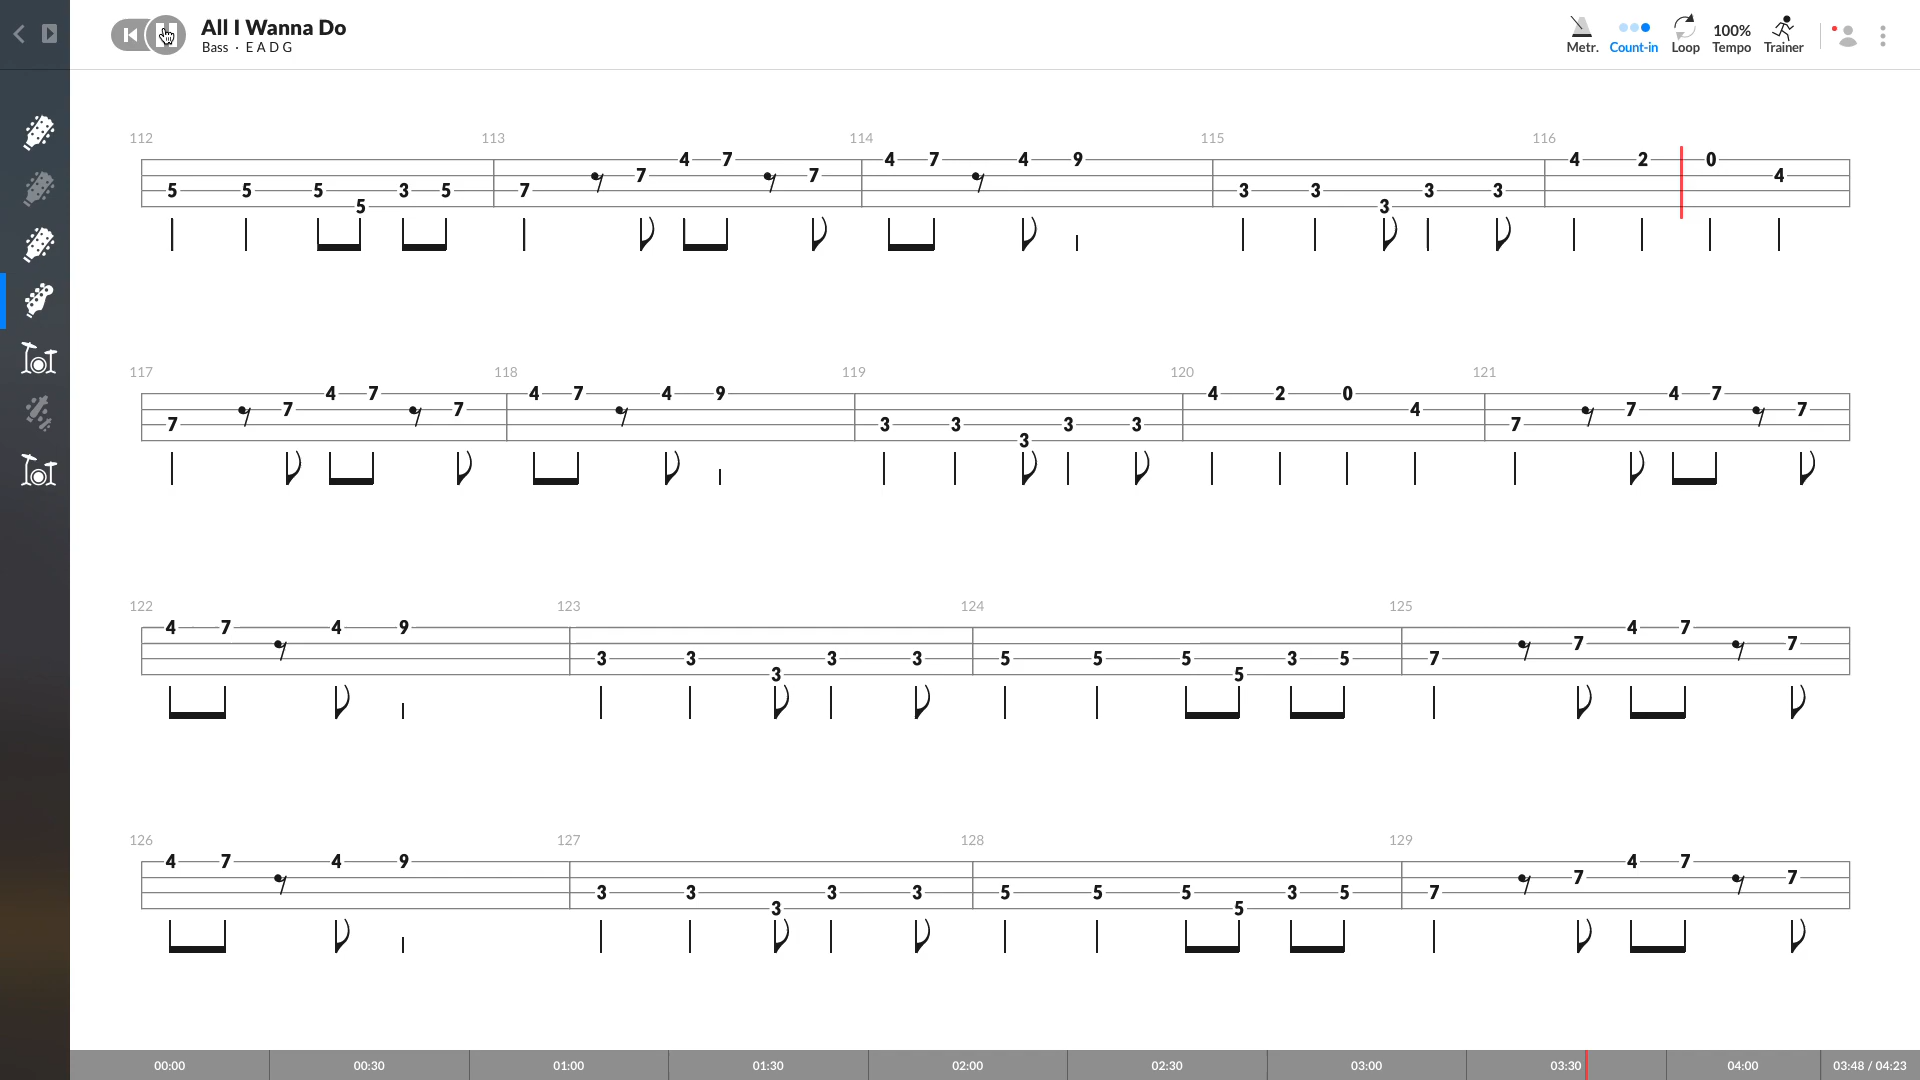 All I Wanna Do
Bass · E A D G
Metr.
Count-in
Loop
100%
Tempo
Trainer
112 113 114 115 116
4 7 4 7 4 9 4 2 0
7 7 4
5 5 5 3 5 7 3 3 3 3
5 3
117 118 119 120 121
4 7 4 7 4 9 4 2 0 4 7
7 7 4 7 7
7 3 3 3 3 7
3
122 123 124 125
4 7 4 9 4 7
7 7
3 3 3 3 5 5 5 3 5 7
3 5
126 127 128 129
4 7 4 9 4 7
7 7
3 3 3 3 5 5 5 3 5 7
3 5
00:00 00:30 01:00 01:30 02:00 02:30 03:00 03:30 04:00 03:48 / 04:23